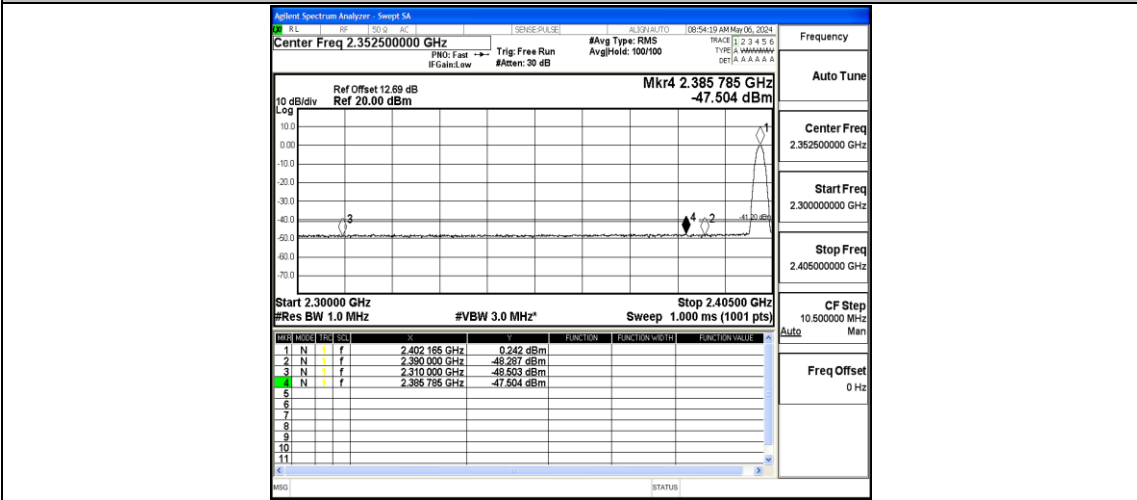 Agilent Spectrum Analyzer - Swept SA
RL RF 50 Ω AC SENSE:PULSE ALIGN AUTO 08:54:19 AM May 06, 2024
Center Freq 2.352500000 GHz #Avg Type: RMS TRACE 1 2 3 4 5 6
PNO: Fast Trig: Free Run Avg|Hold: 100/100 TYPE A WWWWW
IFGain:Low #Atten: 30 dB DET A A A A A A
Mkr4 2.385 785 GHz
-47.504 dBm
Ref Offset 12.69 dB
10 dB/div Ref 20.00 dBm
Log
10.0
0.00
-10.0
-20.0
-30.0
-40.0
-50.0
-60.0
-70.0
1
3
4
2
-41.20 dBm
Start 2.30000 GHz Stop 2.40500 GHz
#Res BW 1.0 MHz #VBW 3.0 MHz* Sweep 1.000 ms (1001 pts)
MKR MODE TRC SCL X Y FUNCTION FUNCTION WIDTH FUNCTION VALUE
1 N 1 f 2.402 165 GHz 0.242 dBm
2 N 1 f 2.390 000 GHz -48.287 dBm
3 N 1 f 2.310 000 GHz -48.503 dBm
4 N 1 f 2.385 785 GHz -47.504 dBm
5
6
7
8
9
10
11
MSG STATUS
Frequency
Auto Tune
Center Freq
2.352500000 GHz
Start Freq
2.300000000 GHz
Stop Freq
2.405000000 GHz
CF Step
10.500000 MHz
Auto Man
Freq Offset
0 Hz